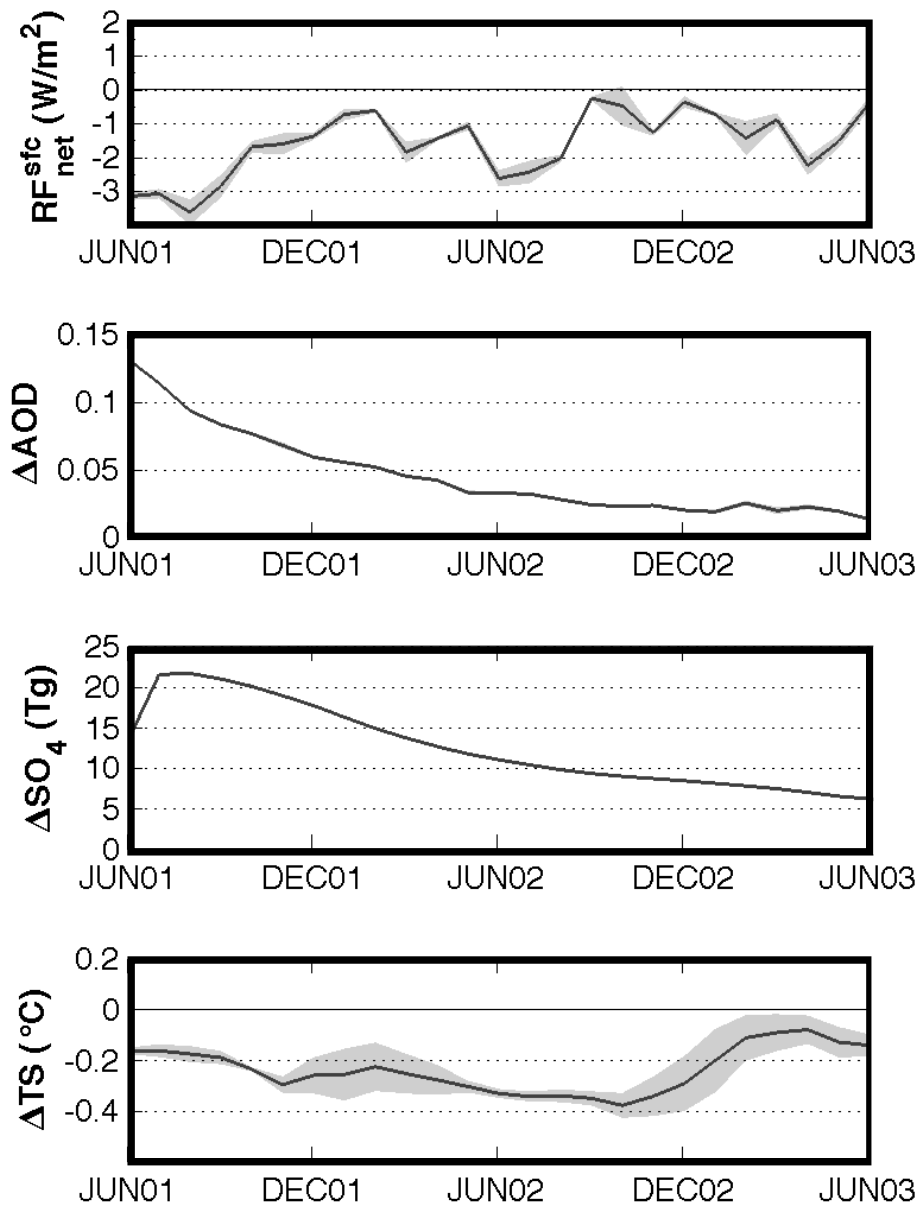 RF net sfc (W/m²)
2
1
0
-1
-2
-3
JUN01 DEC01 JUN02 DEC02 JUN03
ΔAOD
0.15
0.1
0.05
0
JUN01 DEC01 JUN02 DEC02 JUN03
ΔSO₄ (Tg)
25
20
15
10
5
0
JUN01 DEC01 JUN02 DEC02 JUN03
ΔTS (°C)
0.2
0
-0.2
-0.4
JUN01 DEC01 JUN02 DEC02 JUN03